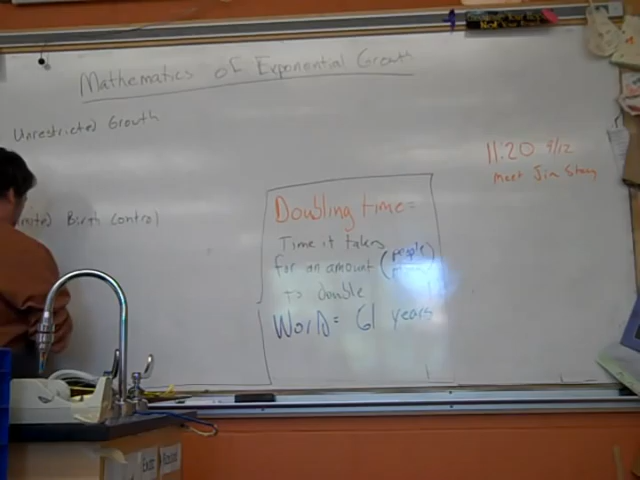 Mathematics of Exponential Growth
Unrestricted Growth
11:20 9/12
Meet Jim
Birth Control
Doubling time =
Time it takes
for an amount (people)
to double
World = 61 years